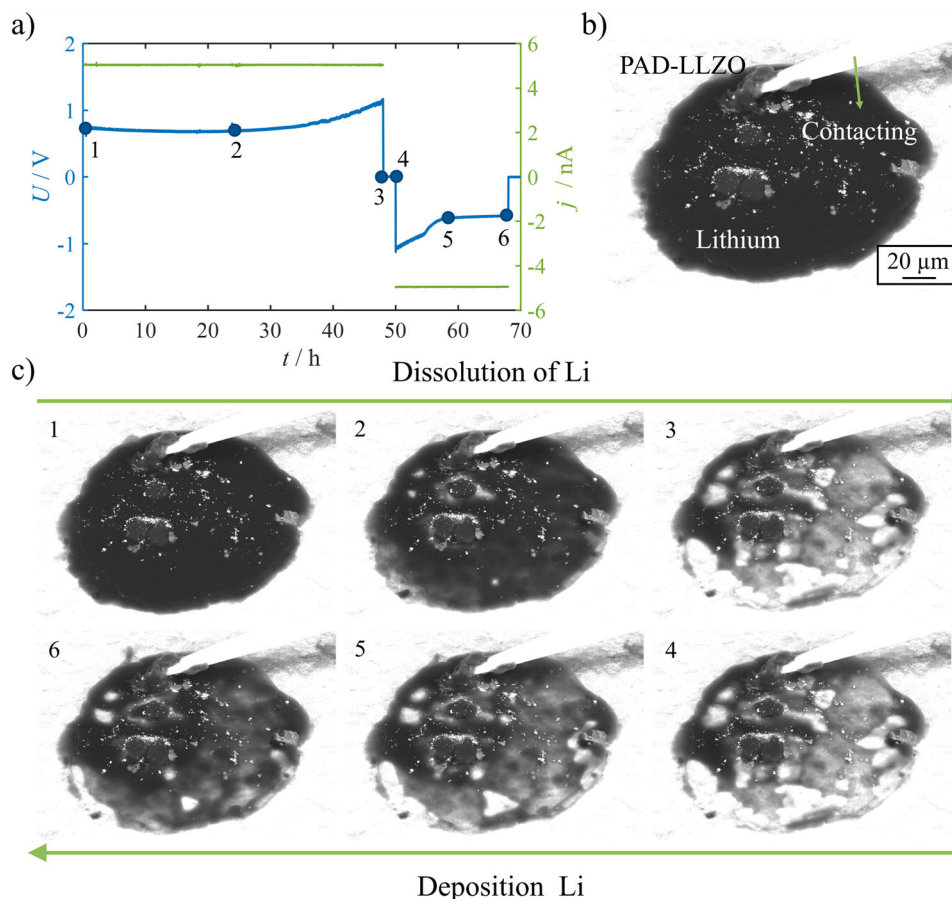 a)
2
1
0
-1
-2
U / V
0 10 20 30 40 50 60 70
t / h
6
4
2
0
-2
-4
-6
j / nA
1
2
3
4
5
6
b)
PAD-LLZO
Contacting
Lithium
20 µm
c)
Dissolution of Li
1 2 3
6 5 4
Deposition Li